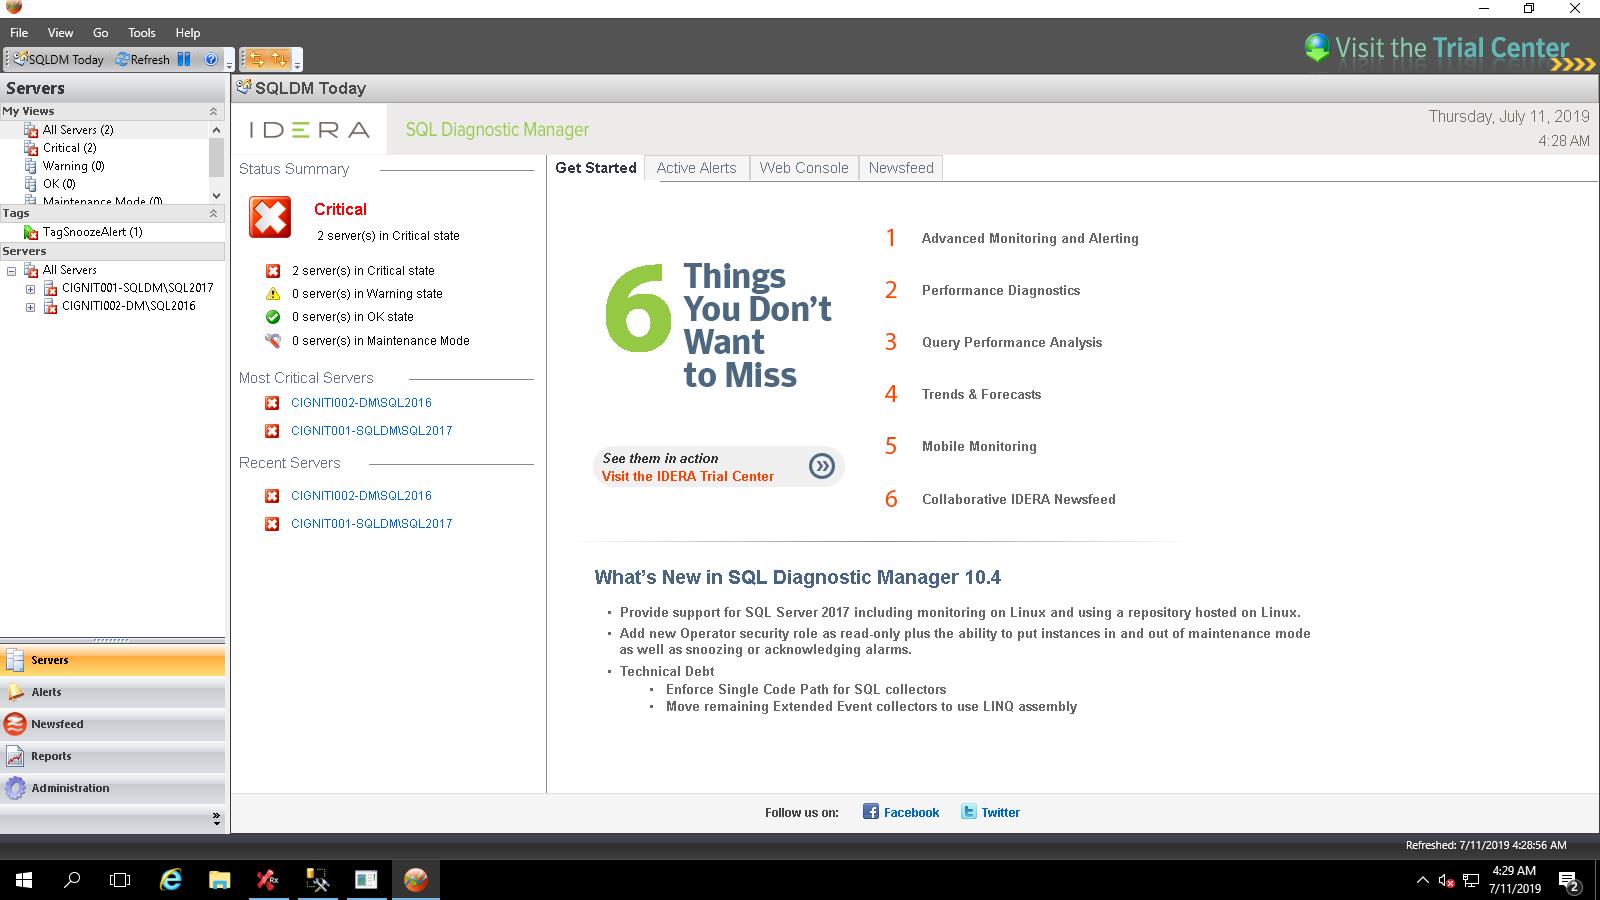 File View Go Tools Help
Visit the Trial Center
SQLDM Today Refresh
Servers
My Views
All Servers (2)
Critical (2)
Warning (0)
OK (0)
Maintenance Mode (0)
Tags
TagSnoozeAlert (1)
Servers
All Servers
CIGNIT001-SQLDM\SQL2017
CIGNITI002-DM\SQL2016
Servers
Alerts
Newsfeed
Reports
Administration
SQLDM Today
IDERA SQL Diagnostic Manager
Thursday, July 11, 2019
4:28 AM
Status Summary
Critical
2 server(s) in Critical state
2 server(s) in Critical state
0 server(s) in Warning state
0 server(s) in OK state
0 server(s) in Maintenance Mode
Most Critical Servers
CIGNITI002-DM\SQL2016
CIGNIT001-SQLDM\SQL2017
Recent Servers
CIGNITI002-DM\SQL2016
CIGNIT001-SQLDM\SQL2017
Get Started Active Alerts Web Console Newsfeed
6 Things
You Don't
Want
to Miss
See them in action
Visit the IDERA Trial Center
1 Advanced Monitoring and Alerting
2 Performance Diagnostics
3 Query Performance Analysis
4 Trends & Forecasts
5 Mobile Monitoring
6 Collaborative IDERA Newsfeed
What's New in SQL Diagnostic Manager 10.4
• Provide support for SQL Server 2017 including monitoring on Linux and using a repository hosted on Linux.
• Add new Operator security role as read-only plus the ability to put instances in and out of maintenance mode
as well as snoozing or acknowledging alarms.
• Technical Debt
• Enforce Single Code Path for SQL collectors
• Move remaining Extended Event collectors to use LINQ assembly
Follow us on: Facebook Twitter
Refreshed: 7/11/2019 4:28:56 AM
4:29 AM
7/11/2019
2